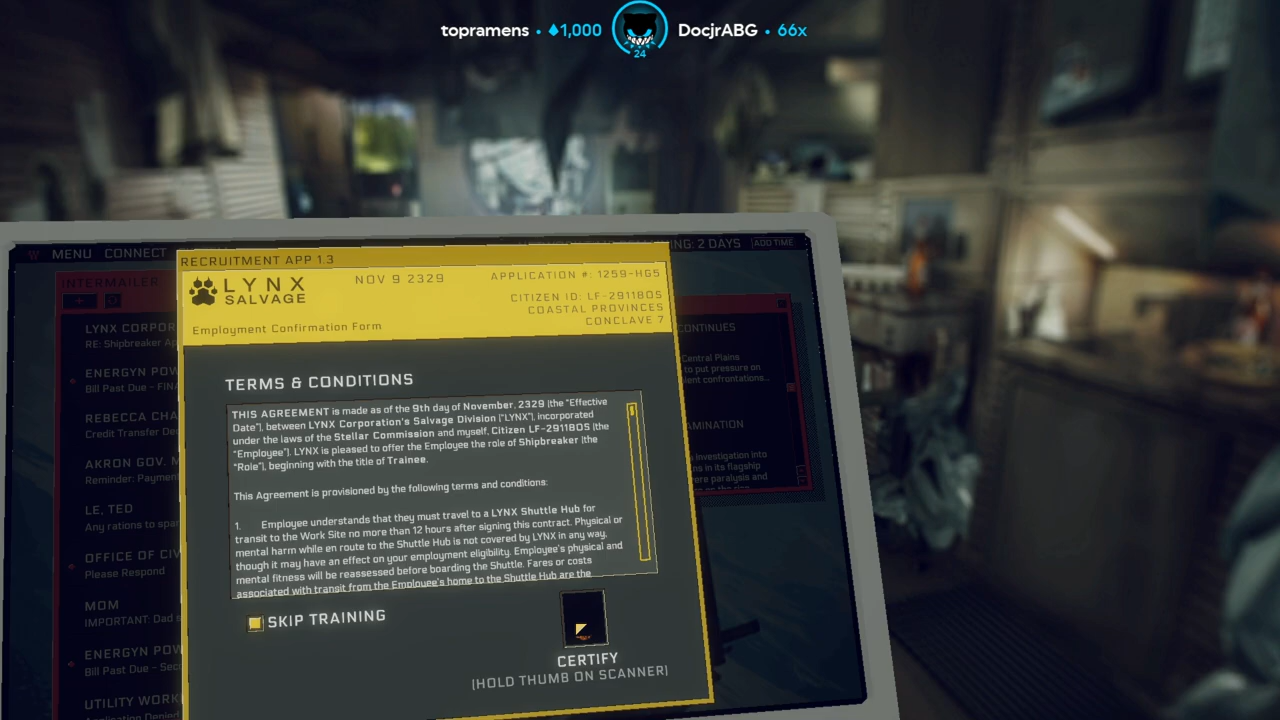 topramens • 1,000
24
DocjrABG • 66x
MENU CONNECT
ING: 2 DAYS
ADD TIME
RECRUITMENT APP 1.3
LYNX
SALVAGE
NOV 9 2329
APPLICATION #: 1259-HG5
CITIZEN ID: LF-29118OS
COASTAL PROVINCES
CONCLAVE 7
Employment Confirmation Form
TERMS & CONDITIONS
THIS AGREEMENT is made as of the 9th day of November, 2329 (the "Effective
Date"), between LYNX Corporation's Salvage Division ("LYNX"), incorporated
under the laws of the Stellar Commission and myself, Citizen LF-29118OS (the
"Employee"). LYNX is pleased to offer the Employee the role of Shipbreaker (the
"Role"), beginning with the title of Trainee.
This Agreement is provisioned by the following terms and conditions:
1. Employee understands that they must travel to a LYNX Shuttle Hub for
transit to the Work Site no more than 12 hours after signing this contract. Physical or
mental harm while en route to the Shuttle Hub is not covered by LYNX in any way,
though it may have an effect on your employment eligibility. Employee's physical and
mental fitness will be reassessed before boarding the Shuttle. Fares or costs
associated with transit from the Employee's home to the Shuttle Hub are the
SKIP TRAINING
CERTIFY
(HOLD THUMB ON SCANNER)
INTERMAILER
LYNX CORPOR
RE: Shipbreaker Ap
ENERGYN POW
Bill Past Due - FINA
REBECCA CHA
Credit Transfer De
AKRON GOV. M
Reminder: Paymen
LE, TED
Any rations to spar
OFFICE OF CIV
Please Respond
MOM
IMPORTANT: Dad s
ENERGYN POW
Bill Past Due - Sec
UTILITY WORK
Application Denied
CONTINUES
Central Plains
to put pressure on
lent confrontations...
AMINATION
investigation into
ns in its flagship
ere paralysis and